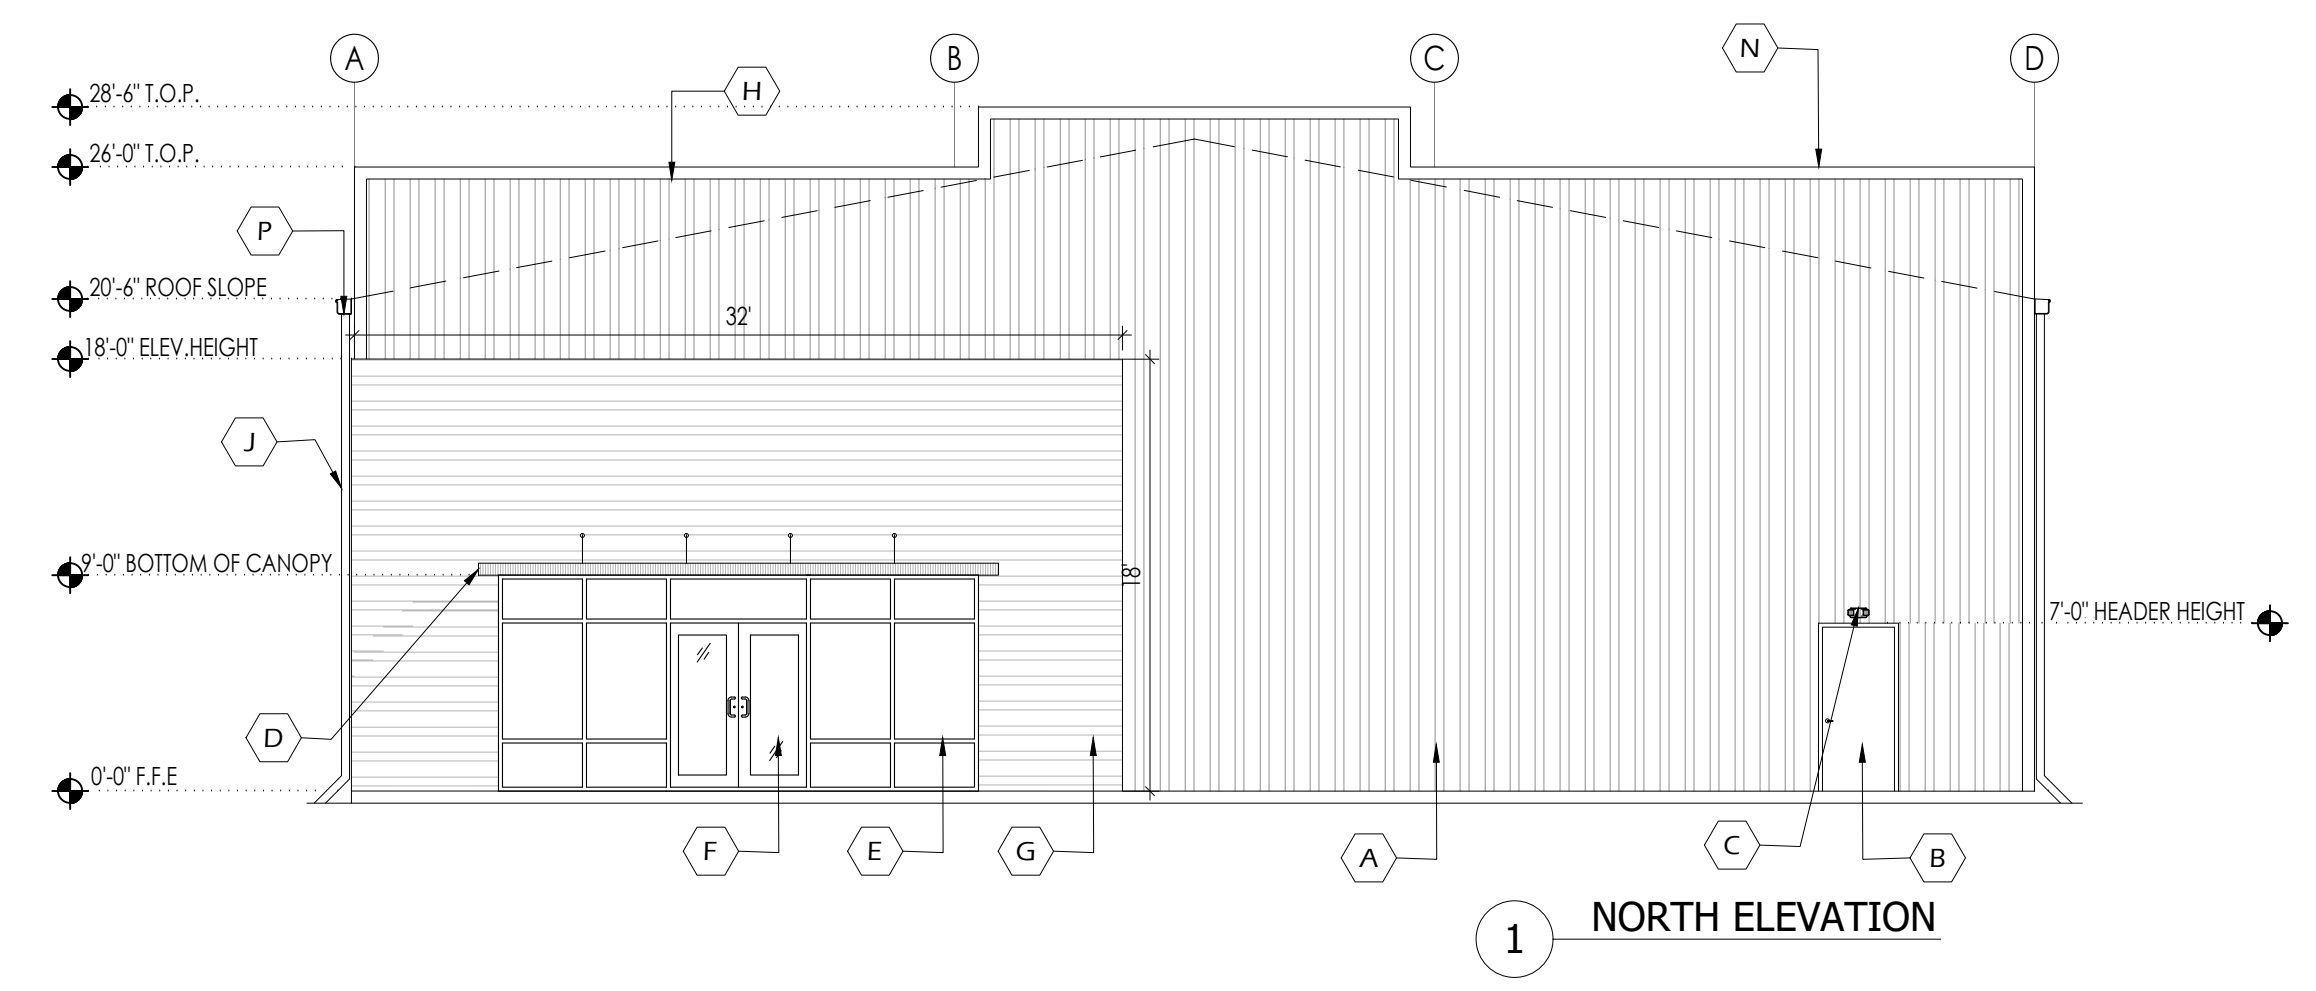 A
B
C
N
D
28'-6" T.O.P.
H
26'-0" T.O.P.
P
20'-6" ROOF SLOPE
32'
18'-0" ELEV.HEIGHT
J
9'-0" BOTTOM OF CANOPY
18'
7'-0" HEADER HEIGHT
D
0'-0" F.F.E
F
E
G
A
C
B
1
NORTH ELEVATION